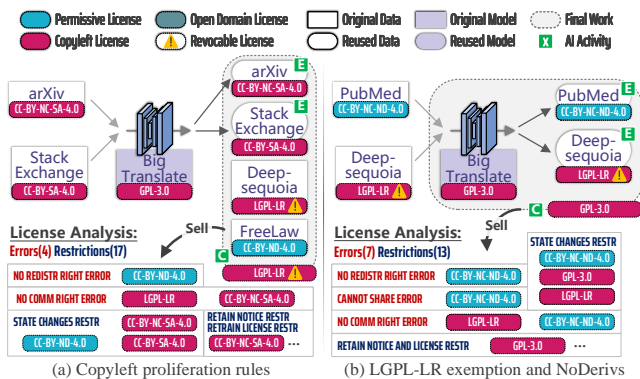 Permissive License
Open Domain License
Original Data
Original Model
Final Work
Copyleft License
Revocable License
Reused Data
Reused Model
X
AI Activity
arXiv
CC-BY-NC-SA-4.0
Stack
Exchange
CC-BY-SA-4.0
Big
Translate
GPL-3.0
E
arXiv
CC-BY-NC-SA-4.0
E
Stack
Exchange
CC-BY-SA-4.0
Deep-
sequoia
LGPL-LR
FreeLaw
CC-BY-ND-4.0
C
LGPL-LR
Sell
License Analysis:
Errors(4) Restrictions(17)
NO REDISTR RIGHT ERROR
CC-BY-ND-4.0
NO COMM RIGHT ERROR
LGPL-LR
CC-BY-NC-SA-4.0
STATE CHANGES RESTR
CC-BY-NC-SA-4.0
CC-BY-ND-4.0
CC-BY-SA-4.0
RETAIN NOTICE RESTR
RETRAIN LICENSE RESTR
CC-BY-NC-SA-4.0
...
(a) Copyleft proliferation rules
PubMed
CC-BY-NC-ND-4.0
Deep-
sequoia
LGPL-LR
Big
Translate
GPL-3.0
E
PubMed
CC-BY-NC-ND-4.0
E
Deep-
sequoia
LGPL-LR
C
GPL-3.0
Sell
License Analysis:
Errors(7) Restrictions(13)
STATE CHANGES RESTR
CC-BY-NC-ND-4.0
GPL-3.0
LGPL-LR
NO REDISTR RIGHT ERROR
CC-BY-NC-ND-4.0
CANNOT SHARE ERROR
CC-BY-NC-ND-4.0
NO COMM RIGHT ERROR
LGPL-LR
CC-BY-NC-ND-4.0
RETAIN NOTICE AND LICENSE RESTR
GPL-3.0
...
(b) LGPL-LR exemption and NoDerivs